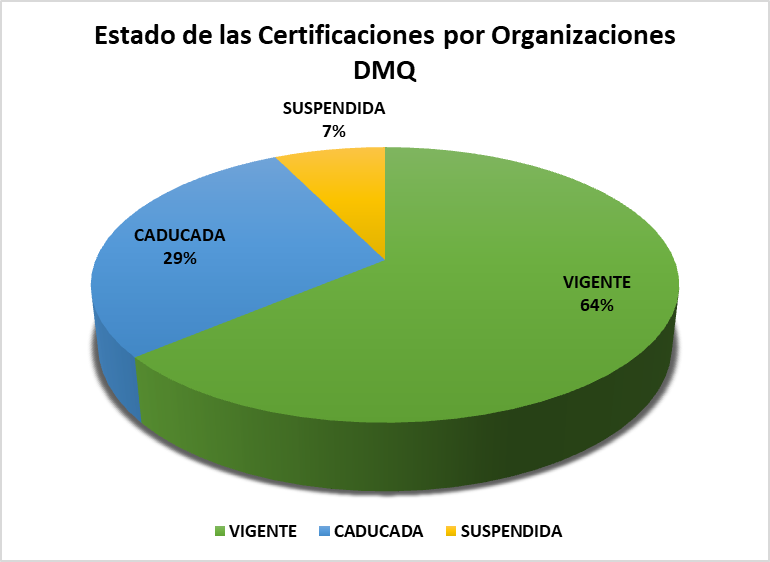 Estado de las Certificaciones por Organizaciones
DMQ
SUSPENDIDA
7%
CADUCADA
29%
VIGENTE
64%
VIGENTE CADUCADA SUSPENDIDA